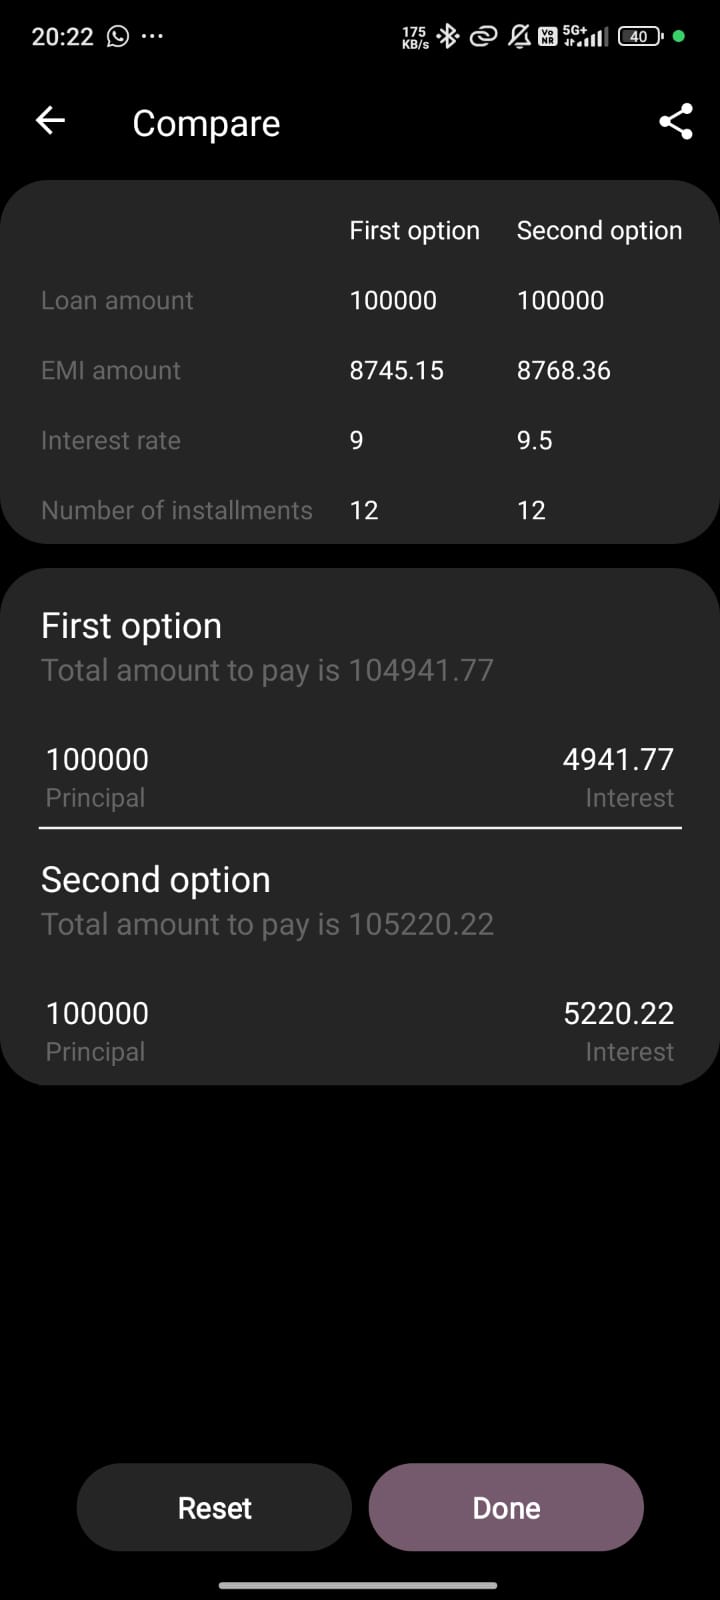 20:22 ... 175 KB/s Vo NR 5G+ 40
Compare
First option Second option
Loan amount 100000 100000
EMI amount 8745.15 8768.36
Interest rate 9 9.5
Number of installments 12 12
First option
Total amount to pay is 104941.77
100000 4941.77
Principal Interest
Second option
Total amount to pay is 105220.22
100000 5220.22
Principal Interest
Reset Done